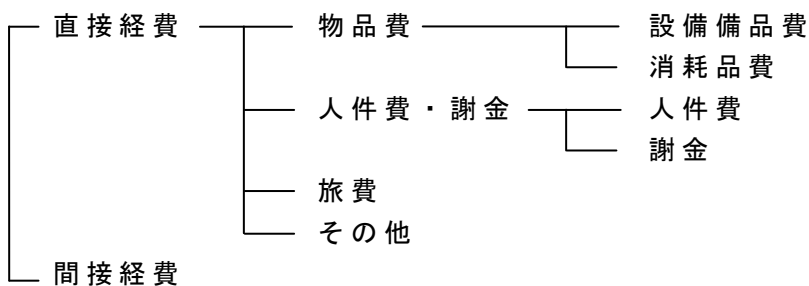 直接経費 物品費 設備備品費
消耗品費
人件費・謝金 人件費
謝金
旅費
その他
間接経費